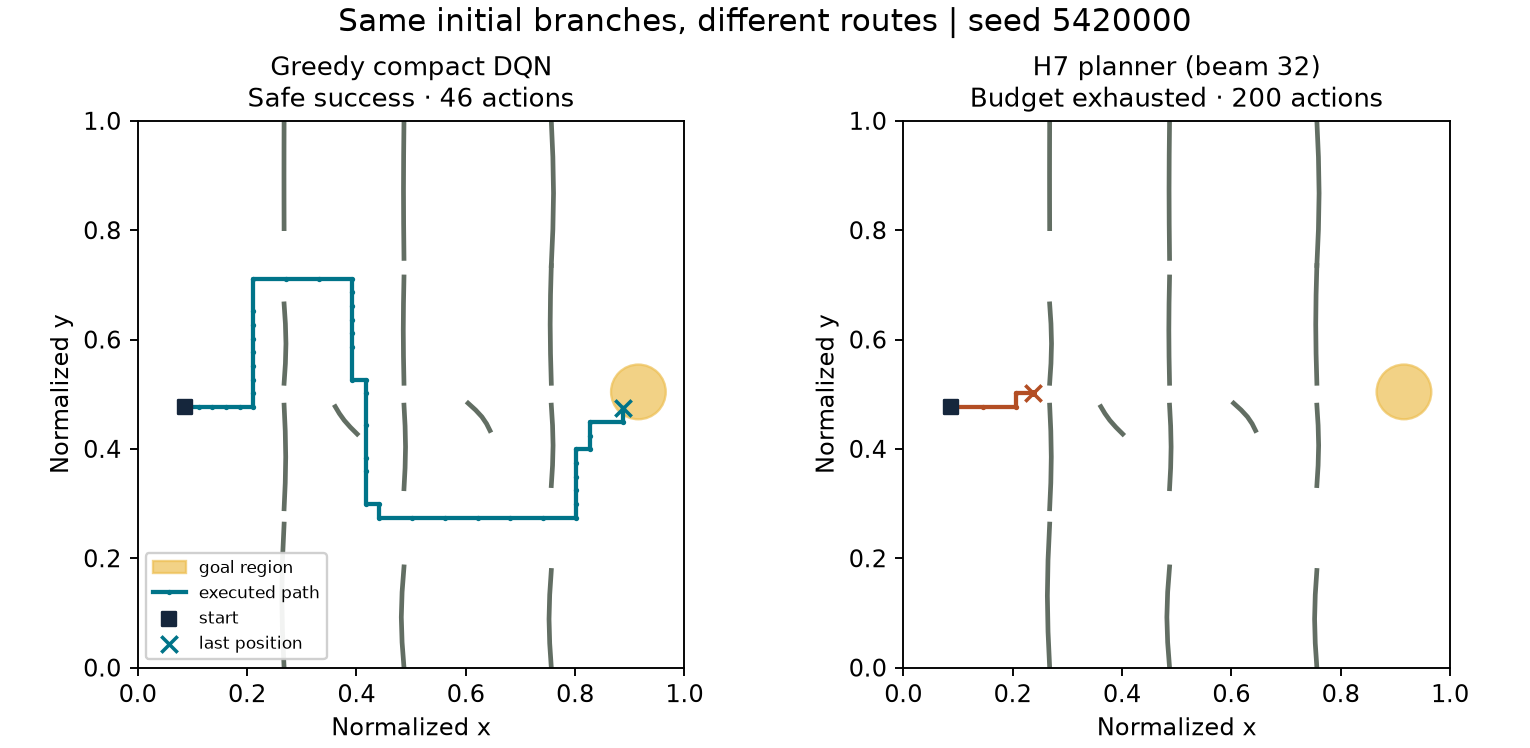 Same initial branches, different routes | seed 5420000
Greedy compact DQN
Safe success · 46 actions
1.0
0.8
0.6
0.4
0.2
0.0
Normalized y
goal region
executed path
start
last position
0.0 0.2 0.4 0.6 0.8 1.0
Normalized x
H7 planner (beam 32)
Budget exhausted · 200 actions
1.0
0.8
0.6
0.4
0.2
0.0
Normalized y
0.0 0.2 0.4 0.6 0.8 1.0
Normalized x